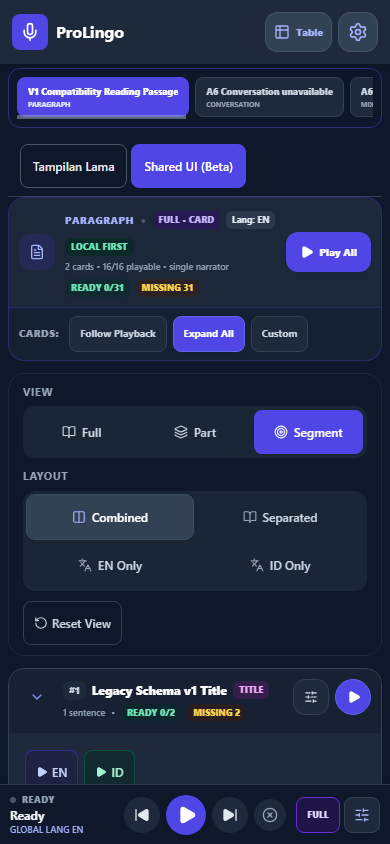 ProLingo
Table
V1 Compatibility Reading Passage
PARAGRAPH
A6 Conversation unavailable
CONVERSATION
A6
Tampilan Lama
Shared UI (Beta)
PARAGRAPH • FULL - CARD Lang: EN
LOCAL FIRST
2 cards • 16/16 playable • single narrator
READY 0/31 MISSING 31
Play All
CARDS: Follow Playback Expand All Custom
VIEW
Full Part Segment
LAYOUT
Combined Separated
EN Only ID Only
Reset View
#1 Legacy Schema v1 Title TITLE
1 sentence • READY 0/2 MISSING 2
EN ID
READY
Ready
GLOBAL LANG EN
FULL